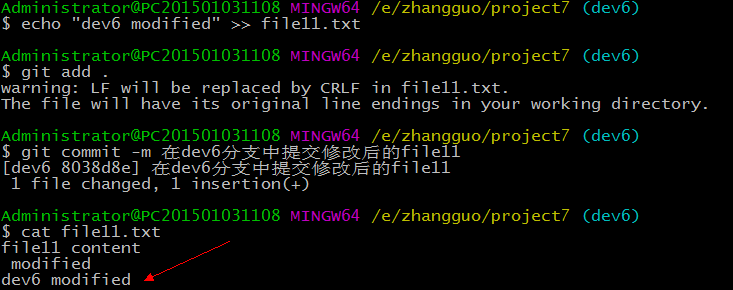 Administrator@PC201501031108 MINGW64 /e/zhangguo/project7 (dev6)
$ echo "dev6 modified" >> file11.txt
Administrator@PC201501031108 MINGW64 /e/zhangguo/project7 (dev6)
$ git add .
warning: LF will be replaced by CRLF in file11.txt.
The file will have its original line endings in your working directory.
Administrator@PC201501031108 MINGW64 /e/zhangguo/project7 (dev6)
$ git commit -m 在dev6分支中提交修改后的file11
[dev6 8038d8e] 在dev6分支中提交修改后的file11
 1 file changed, 1 insertion(+)
Administrator@PC201501031108 MINGW64 /e/zhangguo/project7 (dev6)
$ cat file11.txt
file11 content
 modified
dev6 modified